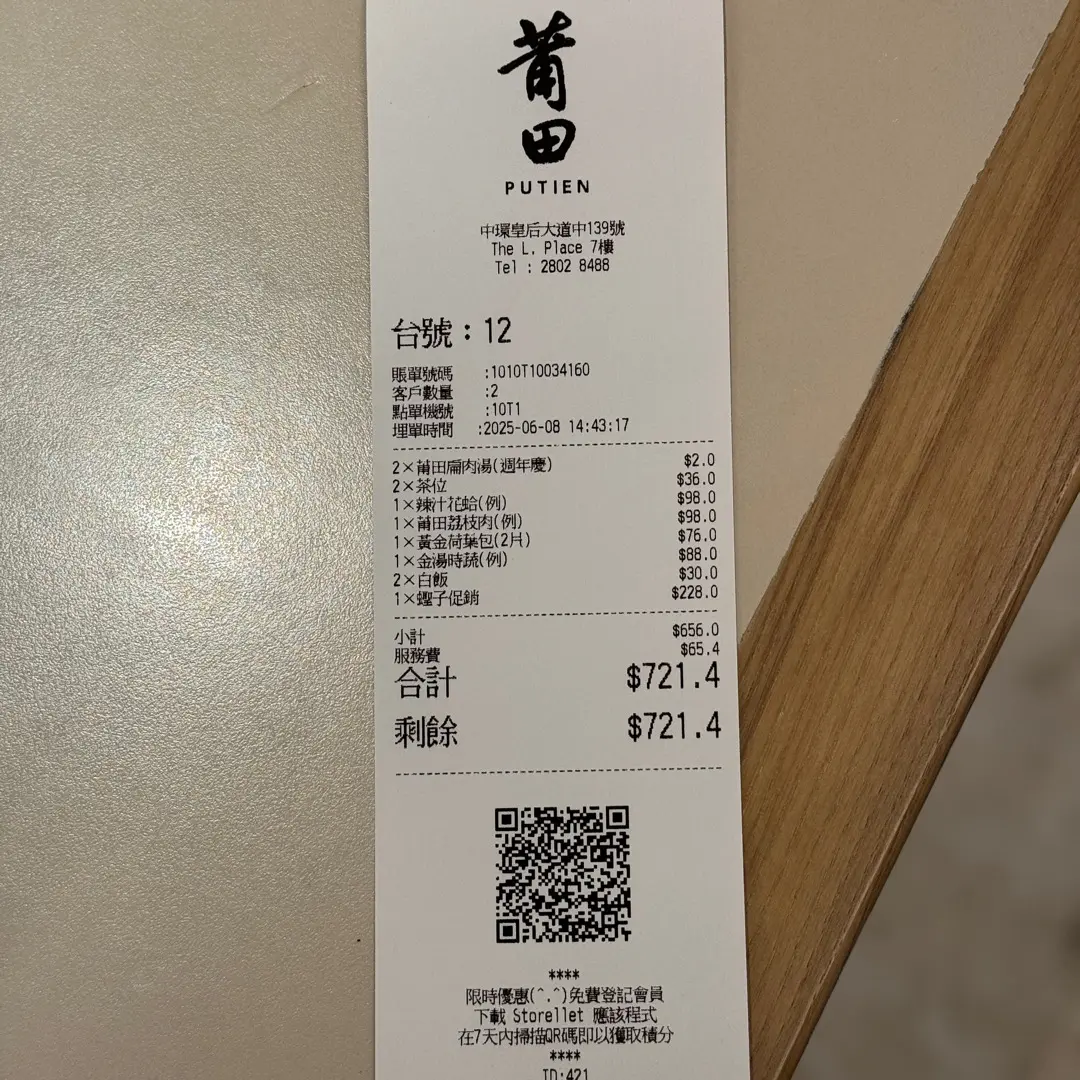 莆
田
PUTIEN
中環皇后大道中139號
The L. Place 7樓
Tel : 2802 8488
台號：12
賬單號碼 :1010T10034160
客戶數量 :2
點單機號 :10T1
埋單時間 :2025-06-08 14:43:17
2×莆田扁肉湯(週年慶) $2.0
2×茶位 $36.0
1×辣汁花蛤(例) $98.0
1×莆田荔枝肉(例) $98.0
1×黃金荷葉包(2片) $76.0
1×金湯時蔬(例) $88.0
2×白飯 $30.0
1×蟶子促銷 $228.0
小計 $656.0
服務費 $65.4
合計 $721.4
剩餘 $721.4
****
限時優惠(^.^)免費登記會員
下載 Storellet 應該程式
在7天內掃描QR碼即以獲取積分
****
ID:421